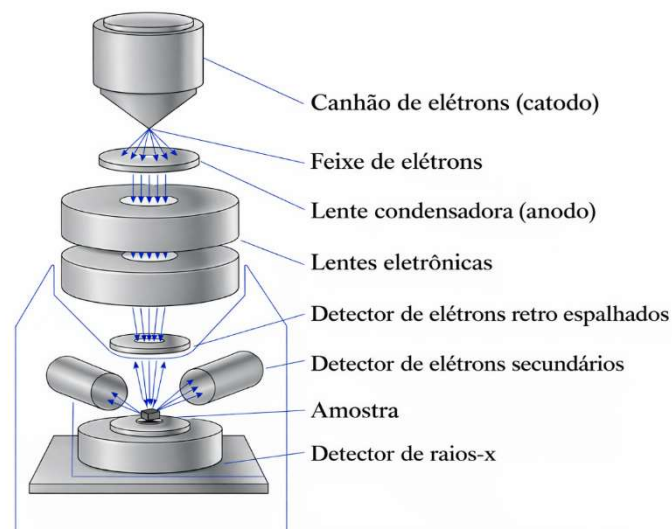 Canhão de elétrons (catodo)
Feixe de elétrons
Lente condensadora (anodo)
Lentes eletrônicas
Detector de elétrons retro espalhados
Detector de elétrons secundários
Amostra
Detector de raios-x